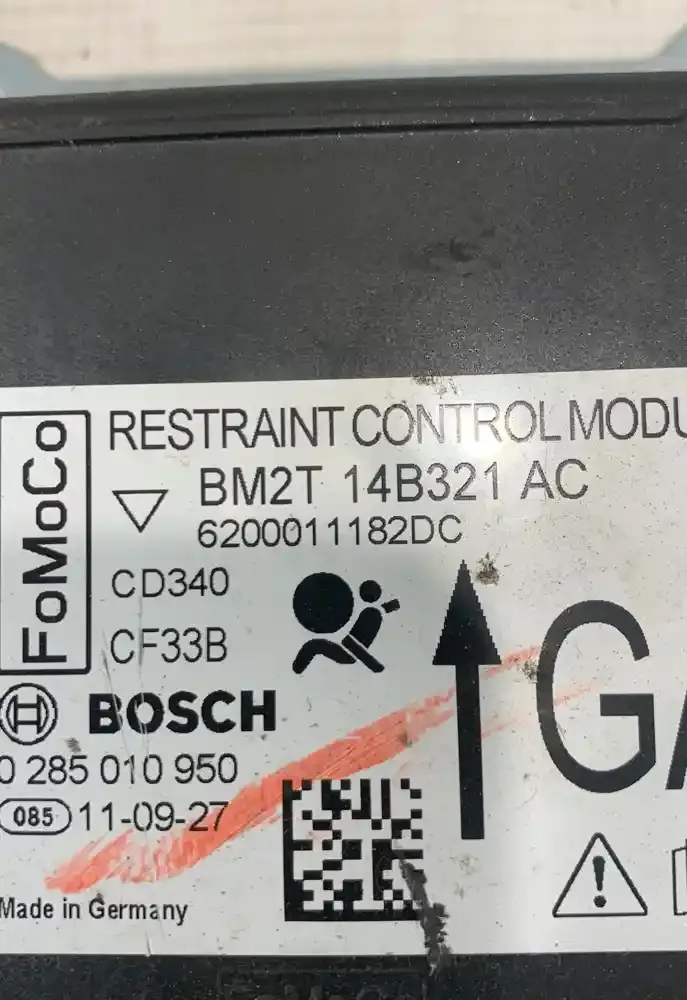 RESTRAINT CONTROL MODU
FoMoCo
BM2T 14B321 AC
6200011182DC
CD340
CF33B
GA
BOSCH
0 285 010 950
085 11-09-27
Made in Germany